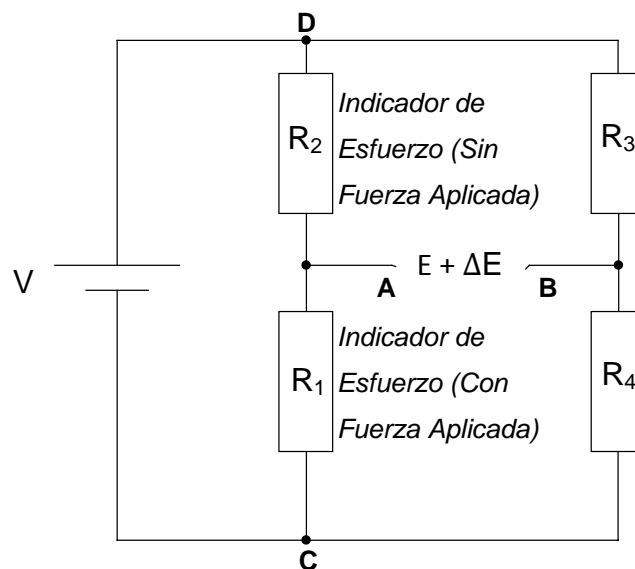 D
R₂
Indicador de
Esfuerzo (Sin
Fuerza Aplicada)
R₃
V
A
E + ΔE
B
R₁
Indicador de
Esfuerzo (Con
Fuerza Aplicada)
R₄
C